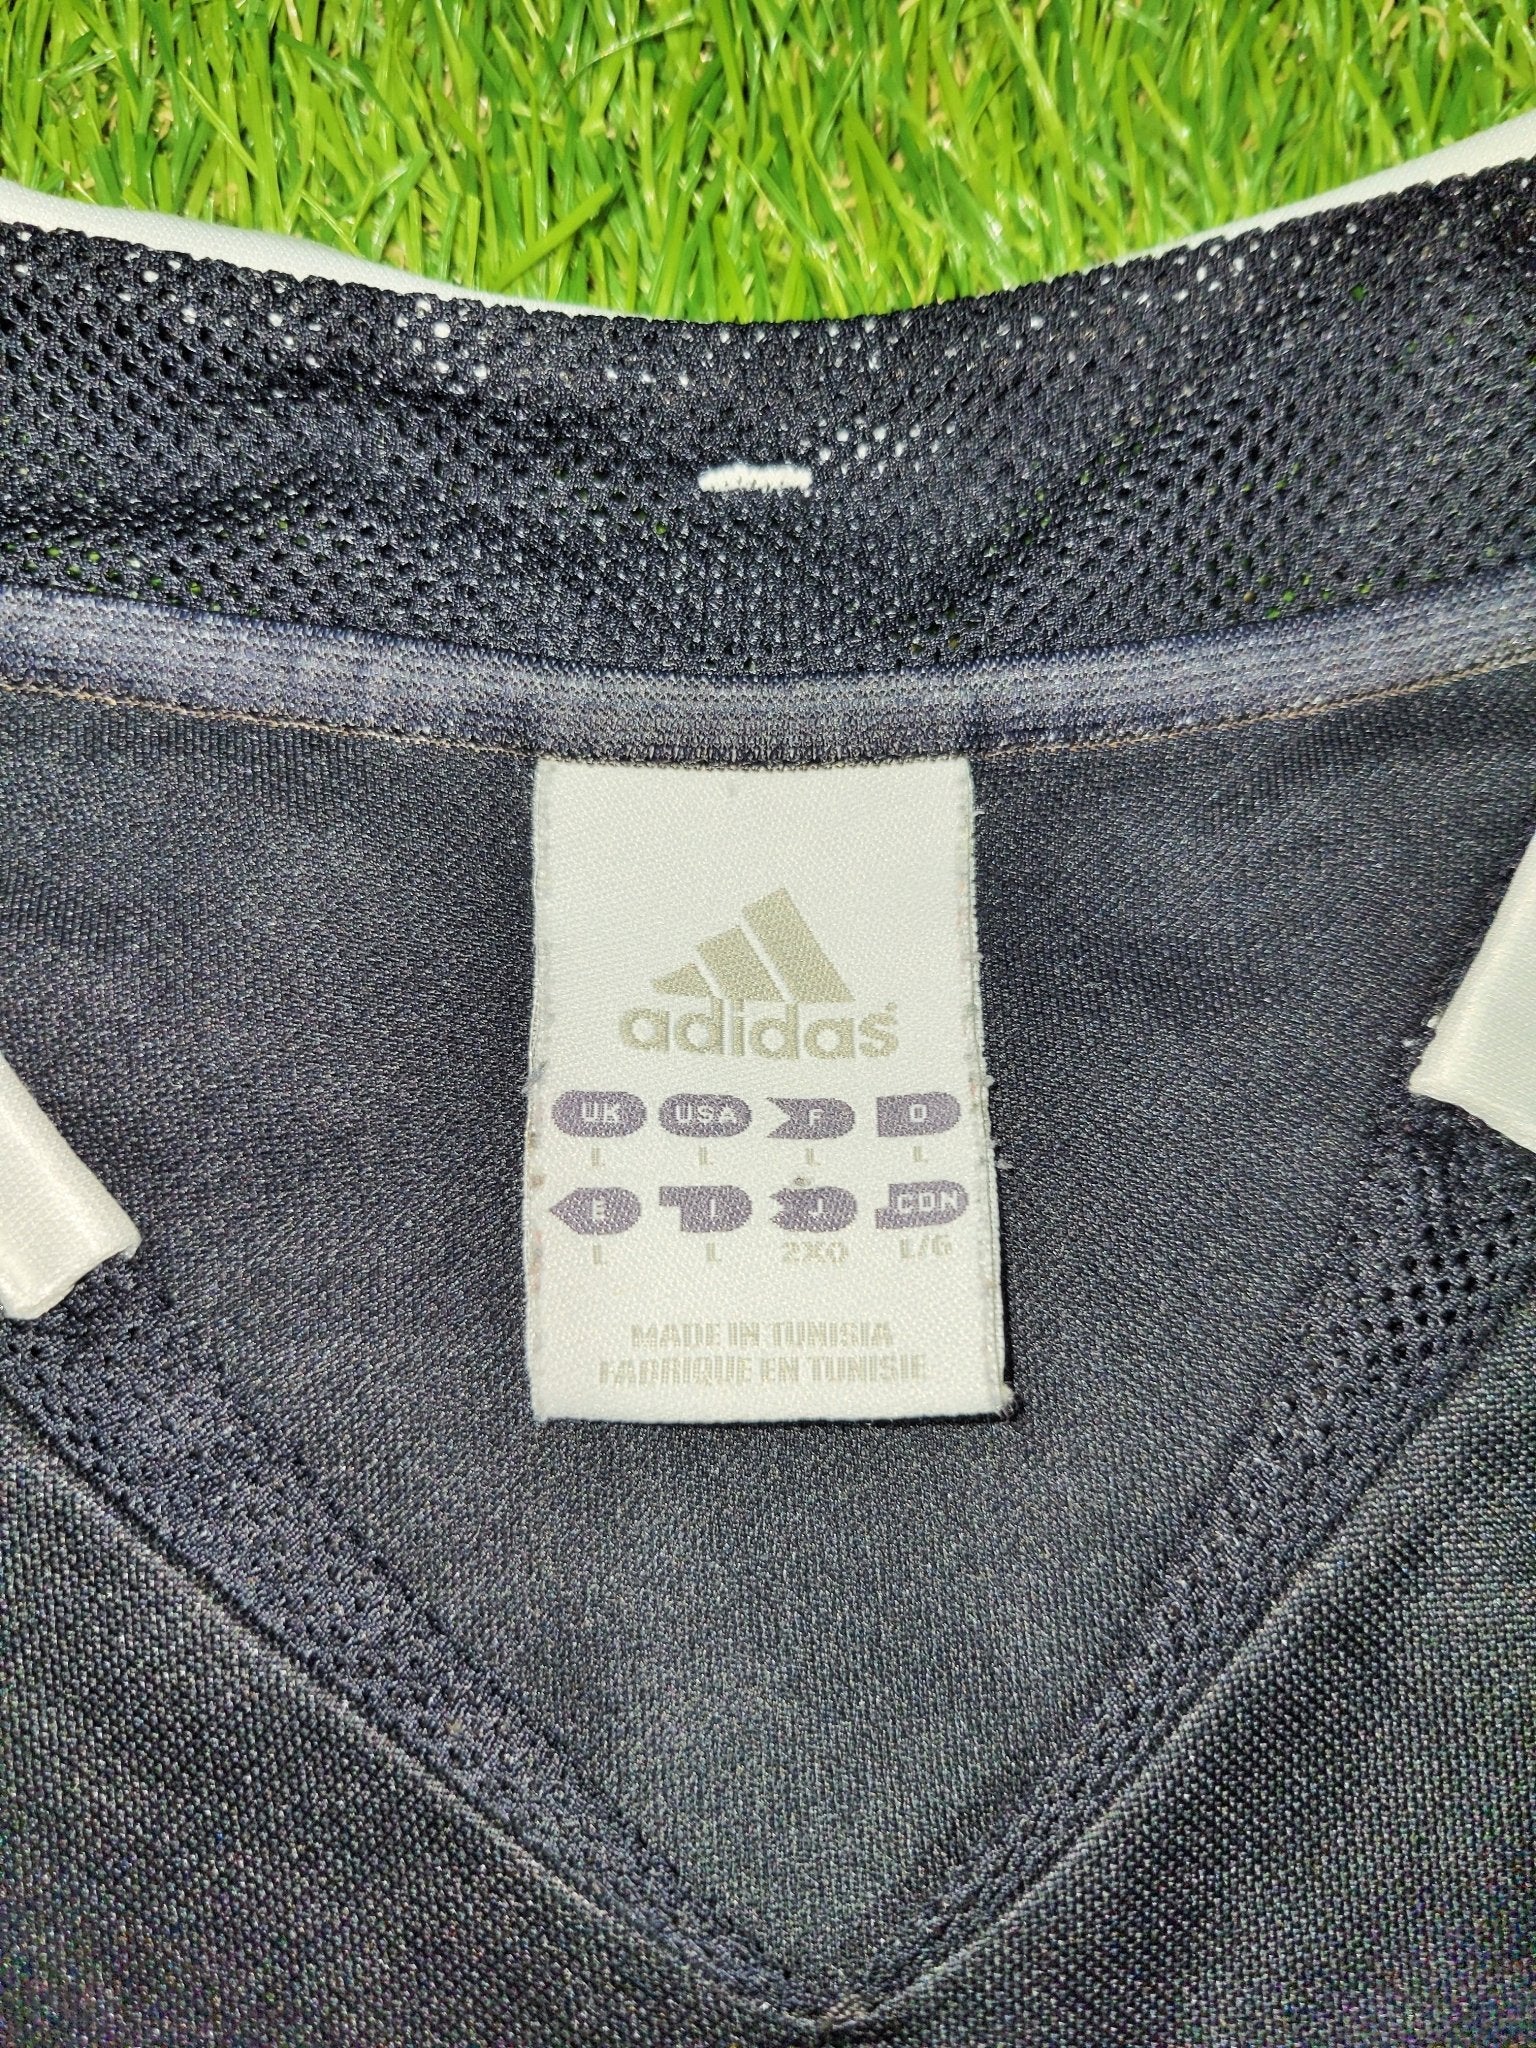 adidas
UK USA F D
L L L L
E I J CDN
L L 2XO L/G
MADE IN TUNISIA
FABRIQUE EN TUNISIE